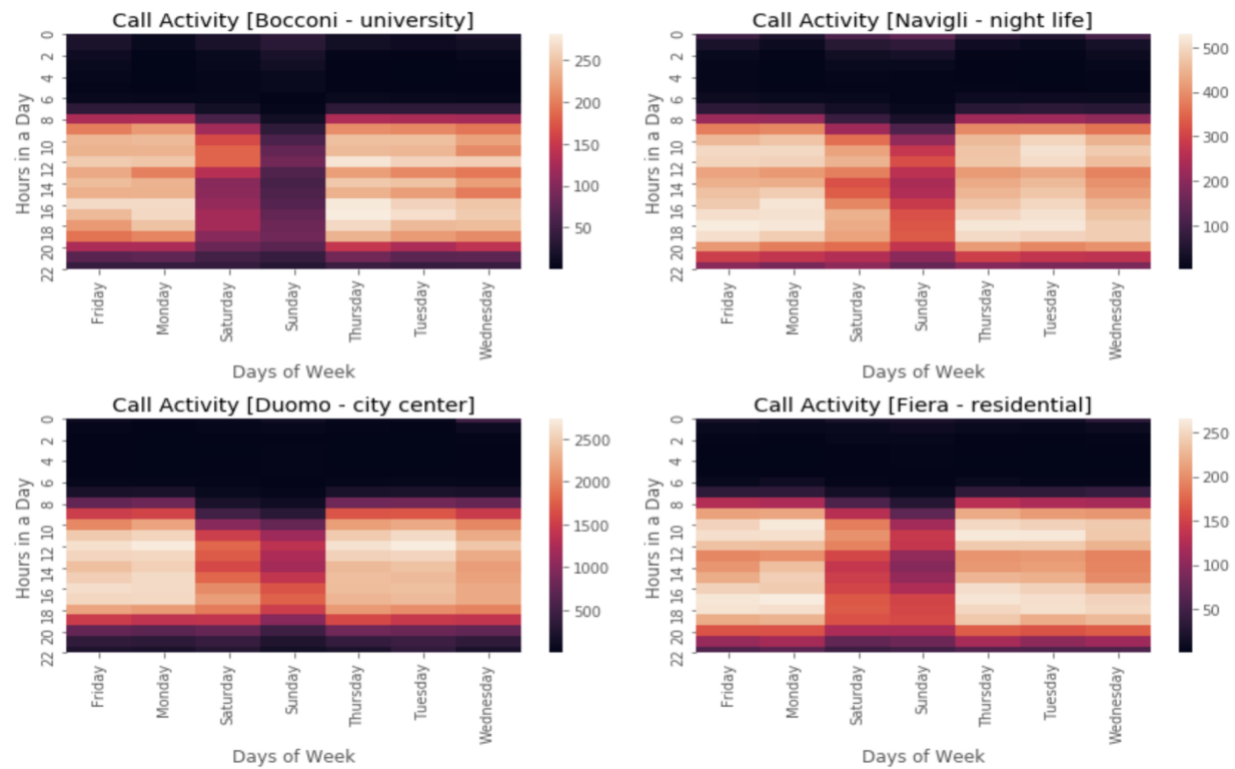 Call Activity [Bocconi - university]
Hours in a Day
0
2
4
6
8
10
12
14
16
18
20
22
Friday
Monday
Saturday
Sunday
Thursday
Tuesday
Wednesday
Days of Week
250
200
150
100
50
Call Activity [Navigli - night life]
Hours in a Day
0
2
4
6
8
10
12
14
16
18
20
22
Friday
Monday
Saturday
Sunday
Thursday
Tuesday
Wednesday
Days of Week
500
400
300
200
100
Call Activity [Duomo - city center]
Hours in a Day
0
2
4
6
8
10
12
14
16
18
20
22
Friday
Monday
Saturday
Sunday
Thursday
Tuesday
Wednesday
Days of Week
2500
2000
1500
1000
500
Call Activity [Fiera - residential]
Hours in a Day
0
2
4
6
8
10
12
14
16
18
20
22
Friday
Monday
Saturday
Sunday
Thursday
Tuesday
Wednesday
Days of Week
250
200
150
100
50